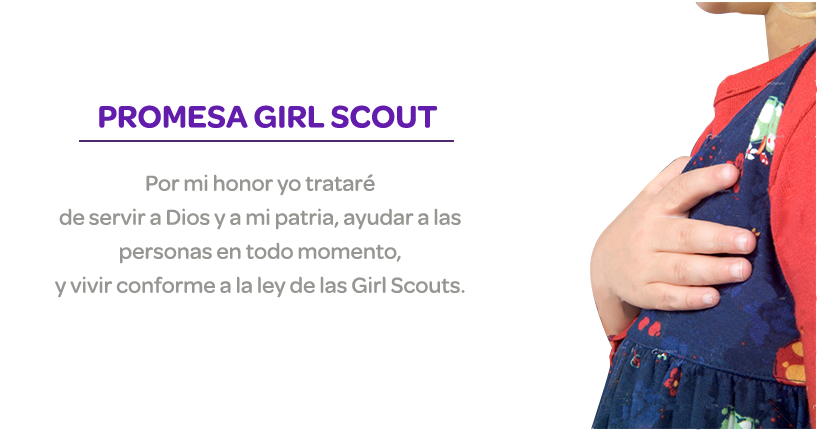 PROMESA GIRL SCOUT
Por mi honor yo trataré
de servir a Dios y a mi patria, ayudar a las
personas en todo momento,
y vivir conforme a la ley de las Girl Scouts.